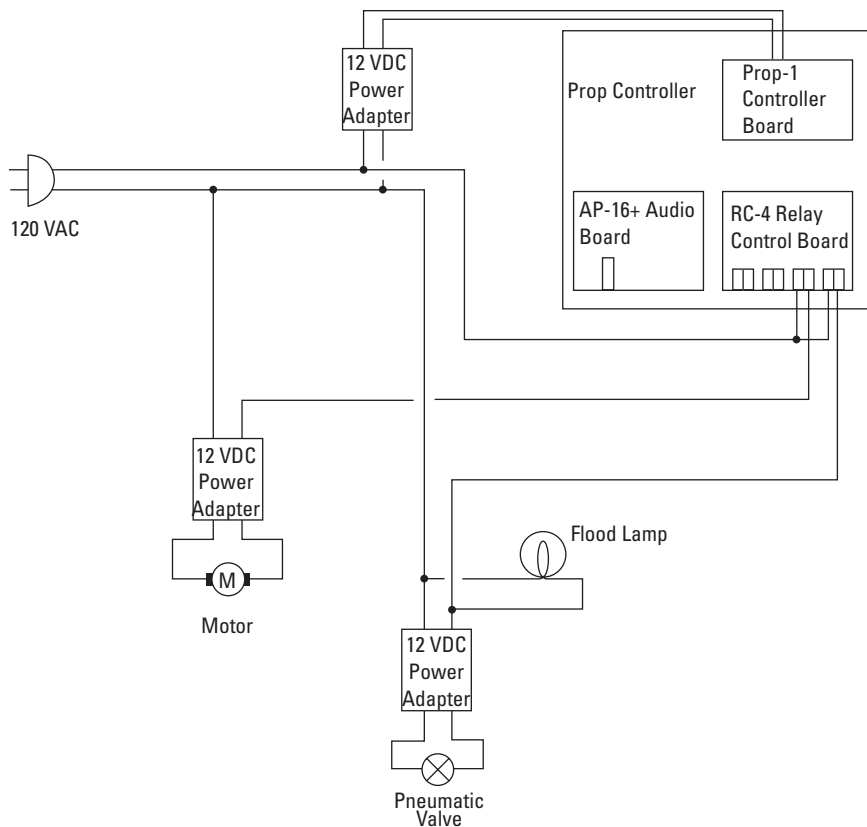 12 VDC
Power
Adapter
Prop Controller
Prop-1
Controller
Board
120 VAC
AP-16+ Audio
Board
RC-4 Relay
Control Board
12 VDC
Power
Adapter
M
Motor
Flood Lamp
12 VDC
Power
Adapter
Pneumatic
Valve